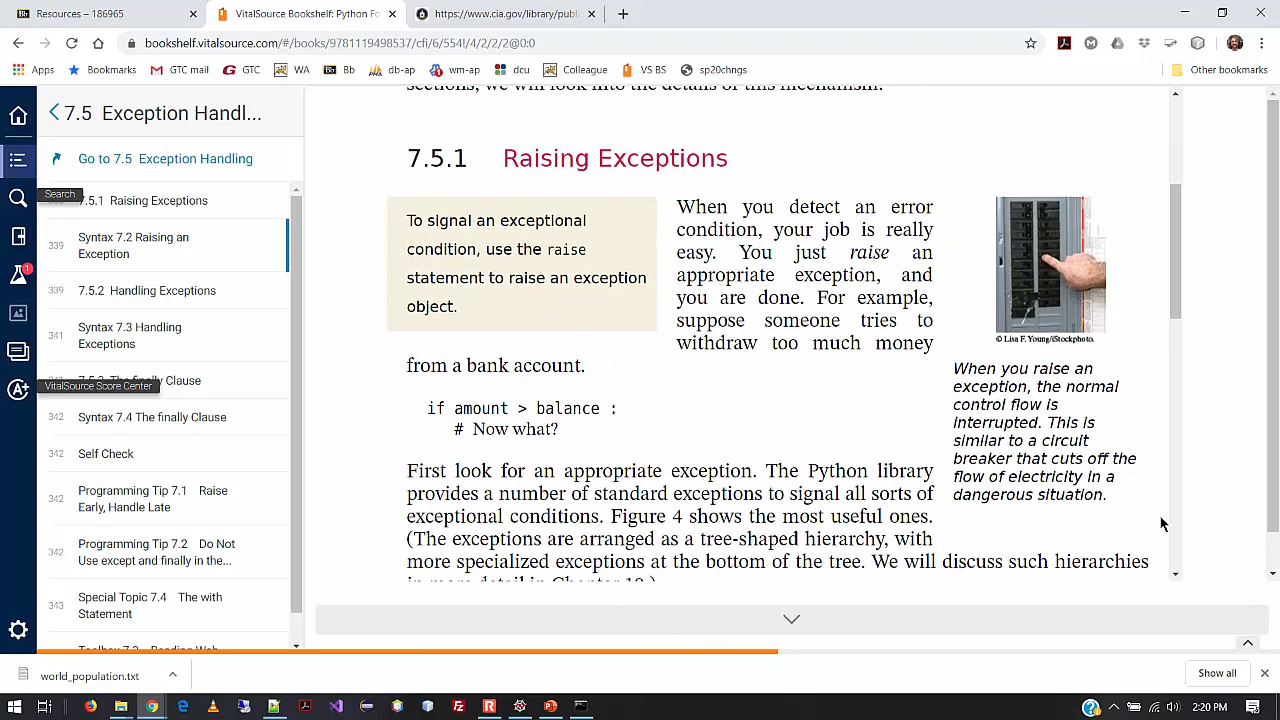 Resources – 186965
VitalSource Bookshelf: Python Fo
https://www.cia.gov/library/publ
bookshelf.vitalsource.com/#/books/9781119498537/cfi/6/554!/4/2/2/2@0:0
Apps
Bookmarks
GTC mail
GTC
WA
Bb
db-ap
wm-ap
dcu
Colleague
VS BS
sp20chngs
Other bookmarks
7.5 Exception Handl...
Go to 7.5 Exception Handling
Search
7.5.1 Raising Exceptions
339 Syntax 7.2 Raising an
Exception
339 7.5.2 Handling Exceptions
341 Syntax 7.3 Handling
Exceptions
VitalSource Score Center
Clause
342 Syntax 7.4 The finally Clause
342 Self Check
342 Programming Tip 7.1 Raise
Early, Handle Late
342 Programming Tip 7.2 Do Not
Use except and finally in the...
343 Special Topic 7.4 The with
Statement
sections, we will look into the details of this mechanism.
7.5.1 Raising Exceptions
To signal an exceptional
condition, use the raise
statement to raise an exception
object.
When you detect an error
condition, your job is really
easy. You just raise an
appropriate exception, and
you are done. For example,
suppose someone tries to
withdraw too much money
from a bank account.
if amount > balance :
# Now what?
First look for an appropriate exception. The Python library
provides a number of standard exceptions to signal all sorts of
exceptional conditions. Figure 4 shows the most useful ones.
(The exceptions are arranged as a tree-shaped hierarchy, with
more specialized exceptions at the bottom of the tree. We will discuss such hierarchies
© Lisa F. Young/iStockphoto.
When you raise an
exception, the normal
control flow is
interrupted. This is
similar to a circuit
breaker that cuts off the
flow of electricity in a
dangerous situation.
world_population.txt
Show all
2:20 PM